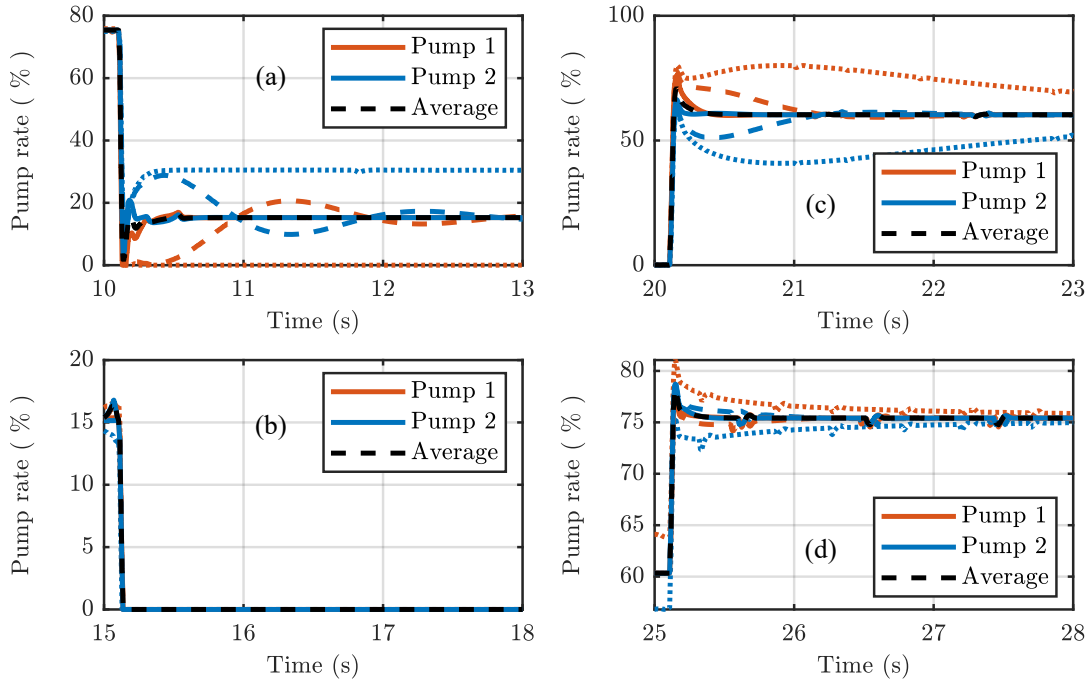 80
60
40
20
0
Pump rate ( % )
(a)
Pump 1
Pump 2
Average
10
11
12
13
Time (s)
100
50
0
Pump rate ( % )
(c)
Pump 1
Pump 2
Average
20
21
22
23
Time (s)
20
15
10
5
0
Pump rate ( % )
(b)
Pump 1
Pump 2
Average
15
16
17
18
Time (s)
80
75
70
65
60
Pump rate ( % )
(d)
Pump 1
Pump 2
Average
25
26
27
28
Time (s)